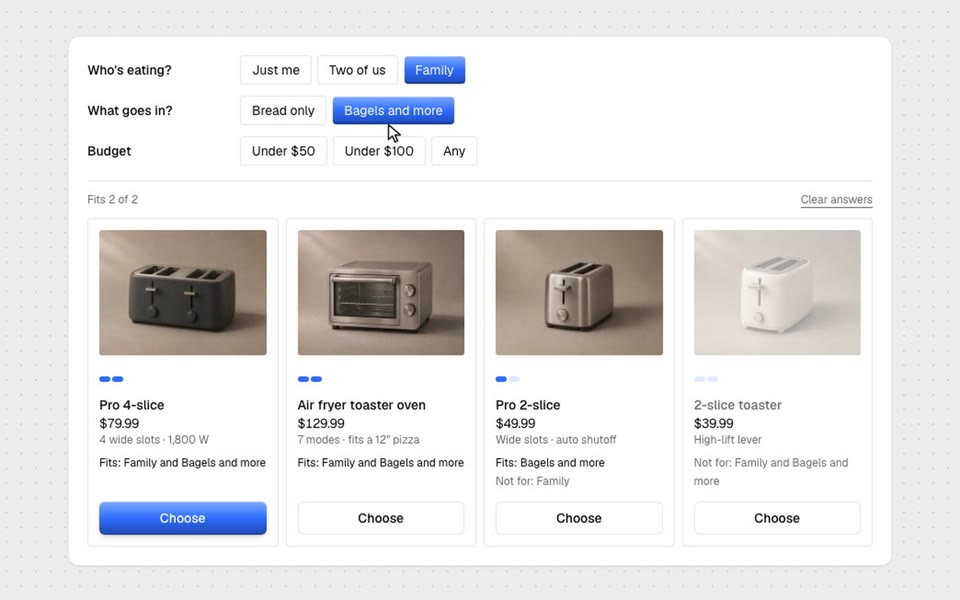 Who's eating?
Just me
Two of us
Family
What goes in?
Bread only
Bagels and more
Budget
Under $50
Under $100
Any
Fits 2 of 2
Clear answers
Pro 4-slice
$79.99
4 wide slots · 1,800 W
Fits: Family and Bagels and more
Choose
Air fryer toaster oven
$129.99
7 modes · fits a 12" pizza
Fits: Family and Bagels and more
Choose
Pro 2-slice
$49.99
Wide slots · auto shutoff
Fits: Bagels and more
Not for: Family
Choose
2-slice toaster
$39.99
High-lift lever
Not for: Family and Bagels and
more
Choose